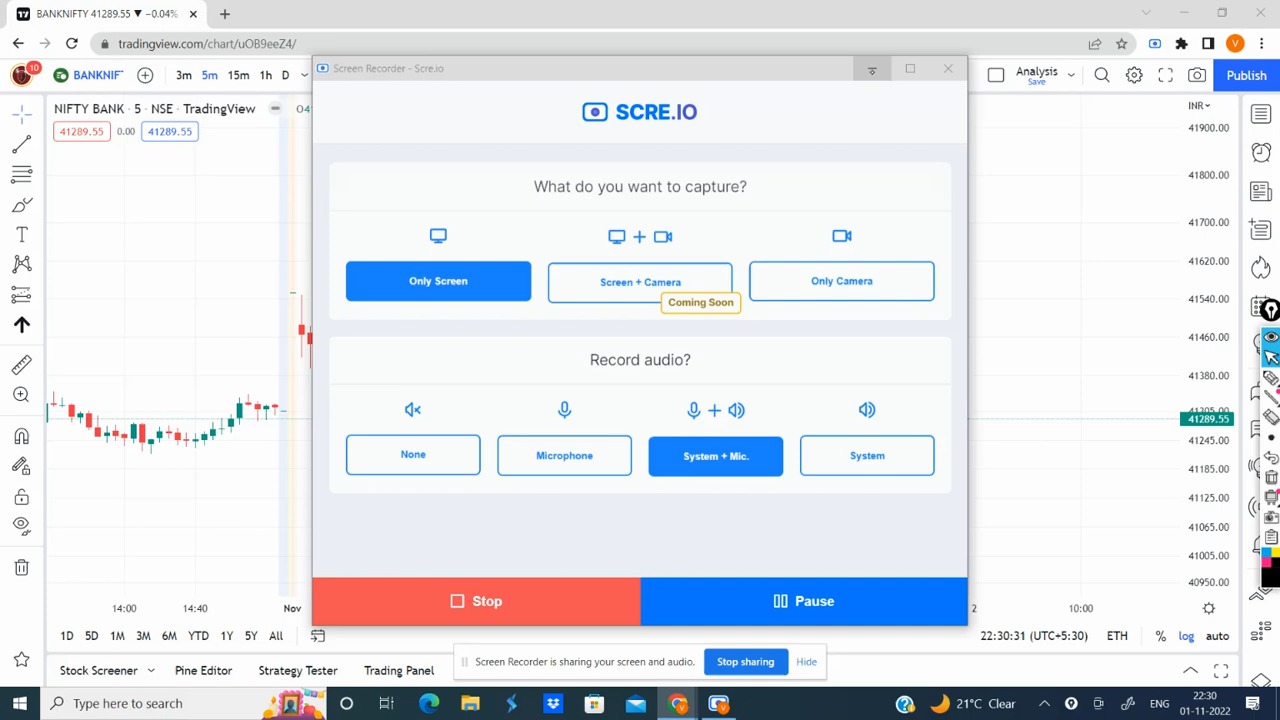 BANKNIFTY 41289.55 ▼ −0.04%
tradingview.com/chart/uOB9eeZ4/
V
10
BANKNIF
3m 5m 15m 1h D
Screen Recorder - Scre.io
Analysis
Save
Publish
NIFTY BANK · 5 · NSE · TradingView
41289.55 0.00 41289.55
SCRE.IO
What do you want to capture?
Only Screen
Screen + Camera
Only Camera
Coming Soon
Record audio?
None
Microphone
System + Mic.
System
Stop
Pause
INR
41900.00
41800.00
41700.00
41620.00
41540.00
41460.00
41380.00
41289.55
41245.00
41185.00
41125.00
41065.00
41005.00
40950.00
14:00 14:40 Nov 2 10:00
1D 5D 1M 3M 6M YTD 1Y 5Y All
22:30:31 (UTC+5:30) ETH % log auto
Screen Recorder is sharing your screen and audio. Stop sharing Hide
Stock Screener Pine Editor Strategy Tester Trading Panel
Type here to search
21°C Clear
ENG
22:30
01-11-2022